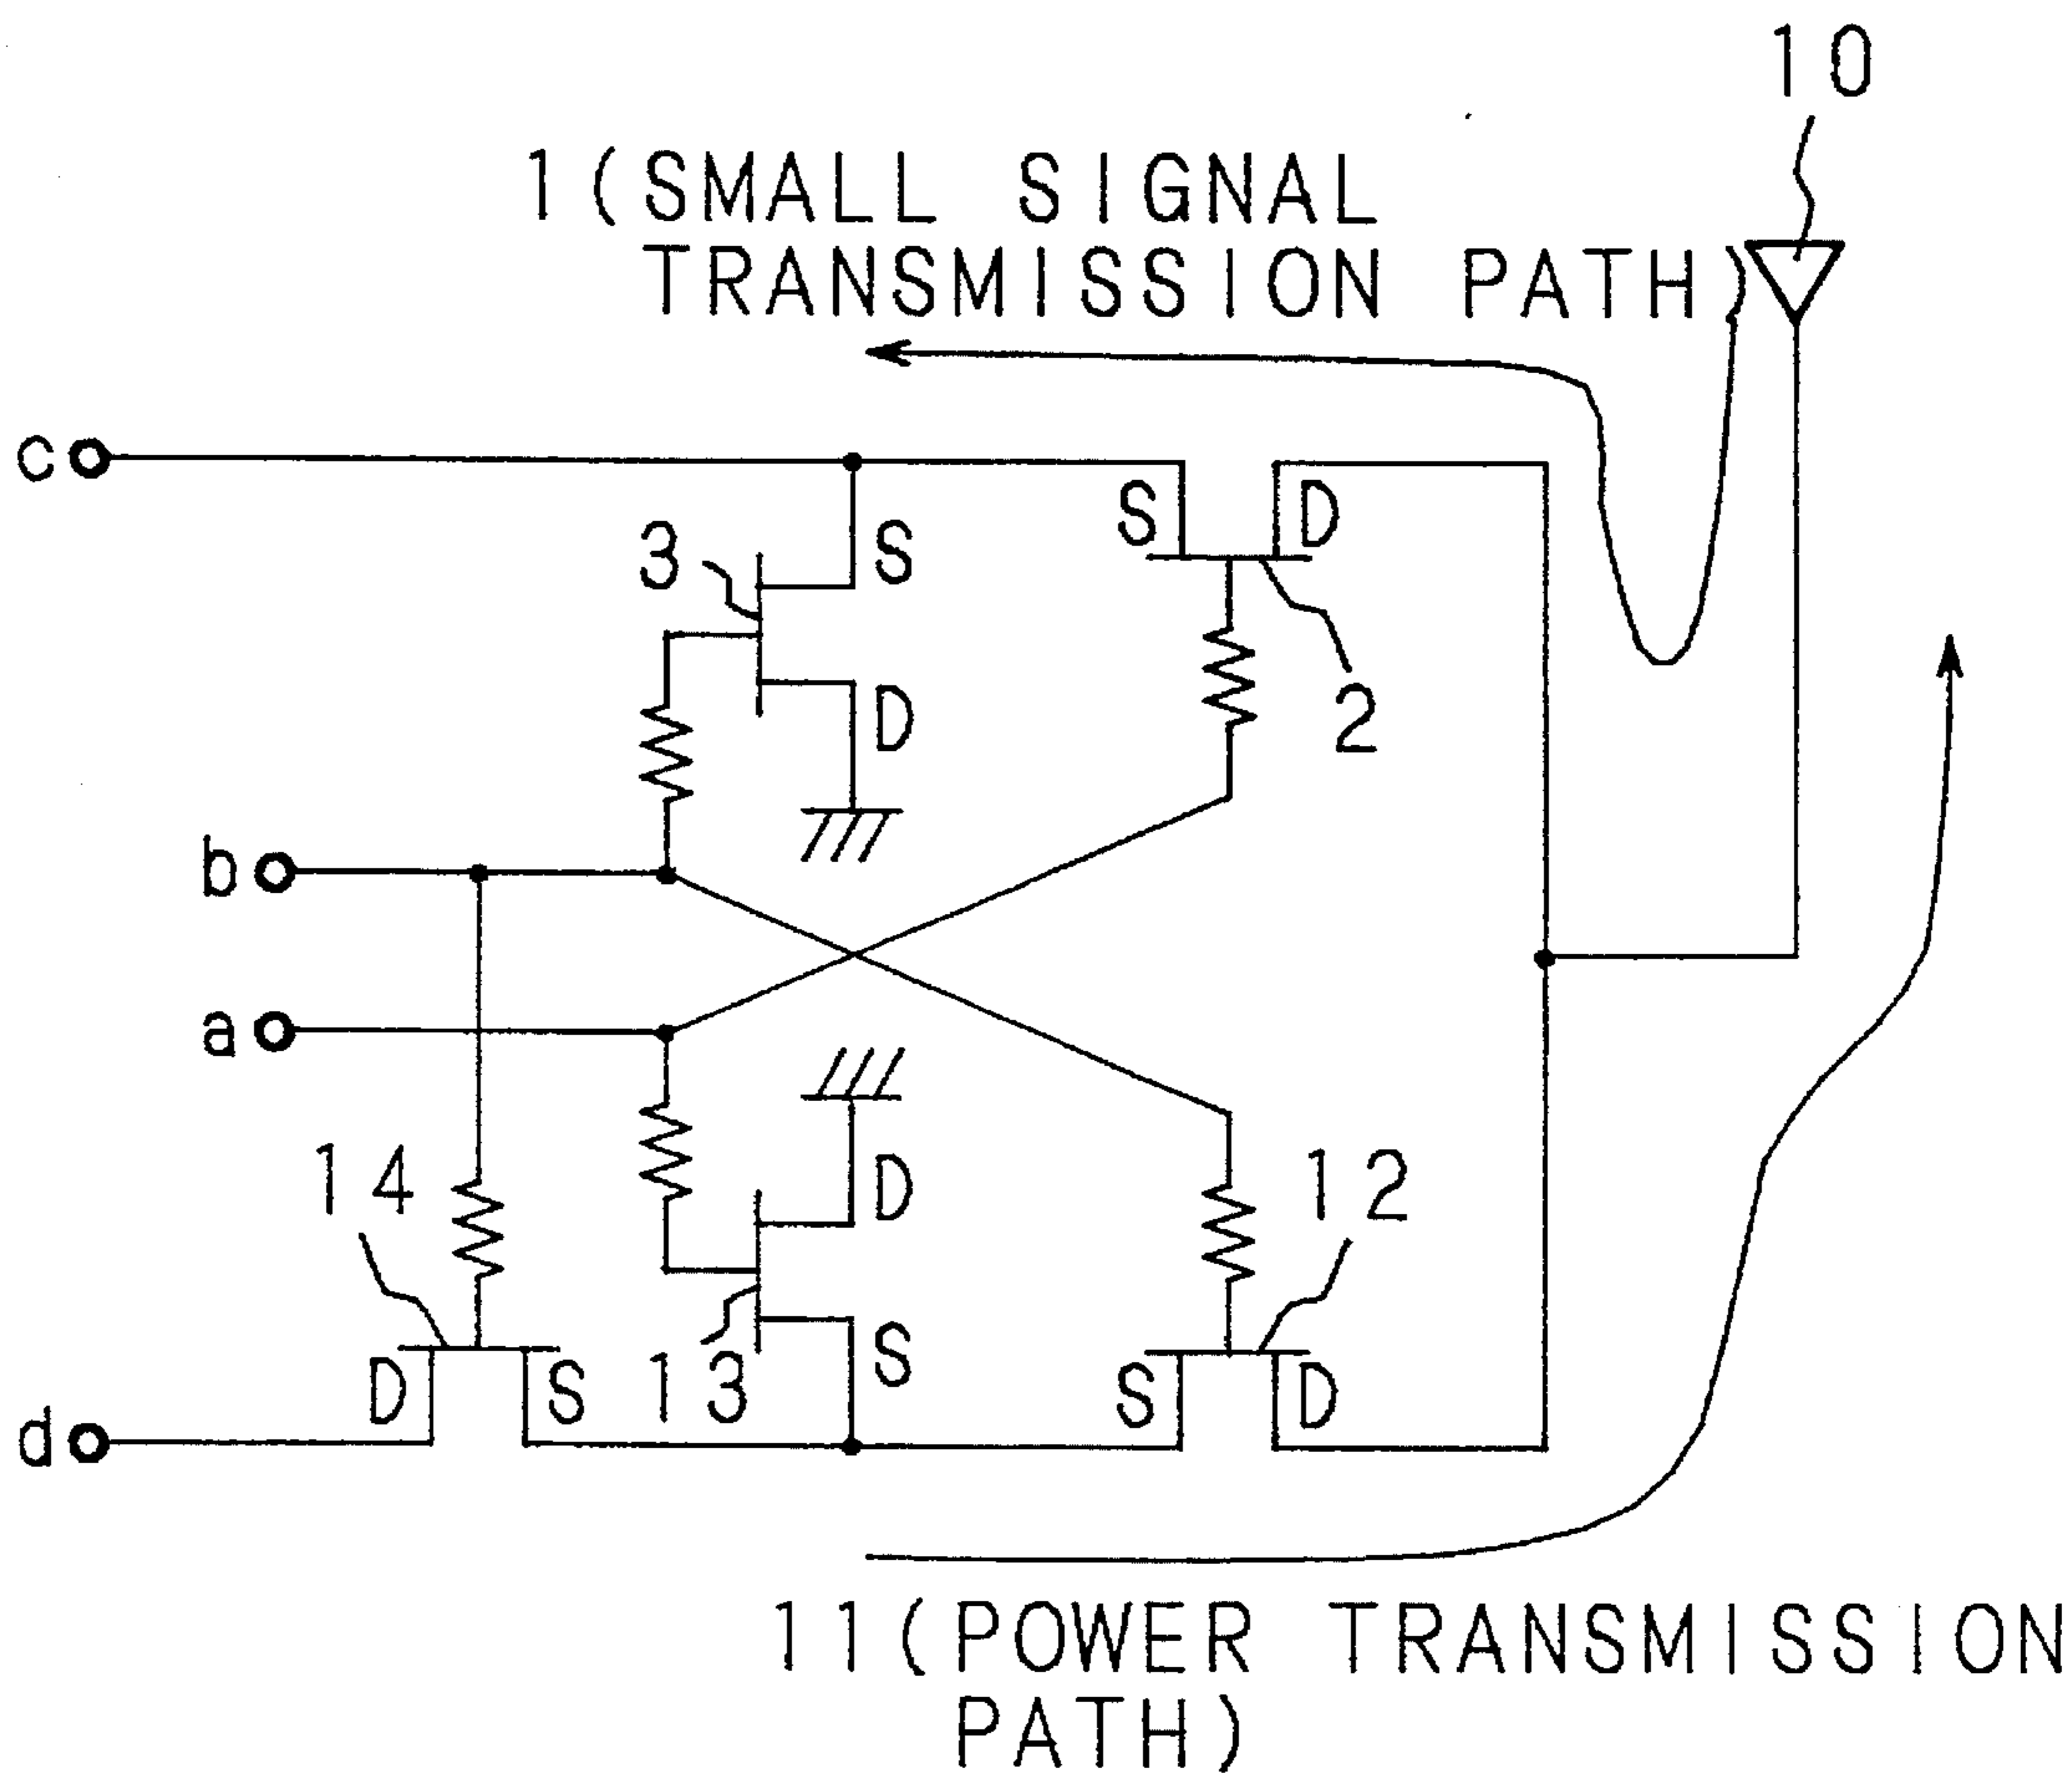 10
1(SMALL SIGNAL
TRANSMISSION PATH)
c
S
D
3
S
2
D
b
a
14
D
12
13
S
D
S
S
D
d
11(POWER TRANSMISSION
PATH)